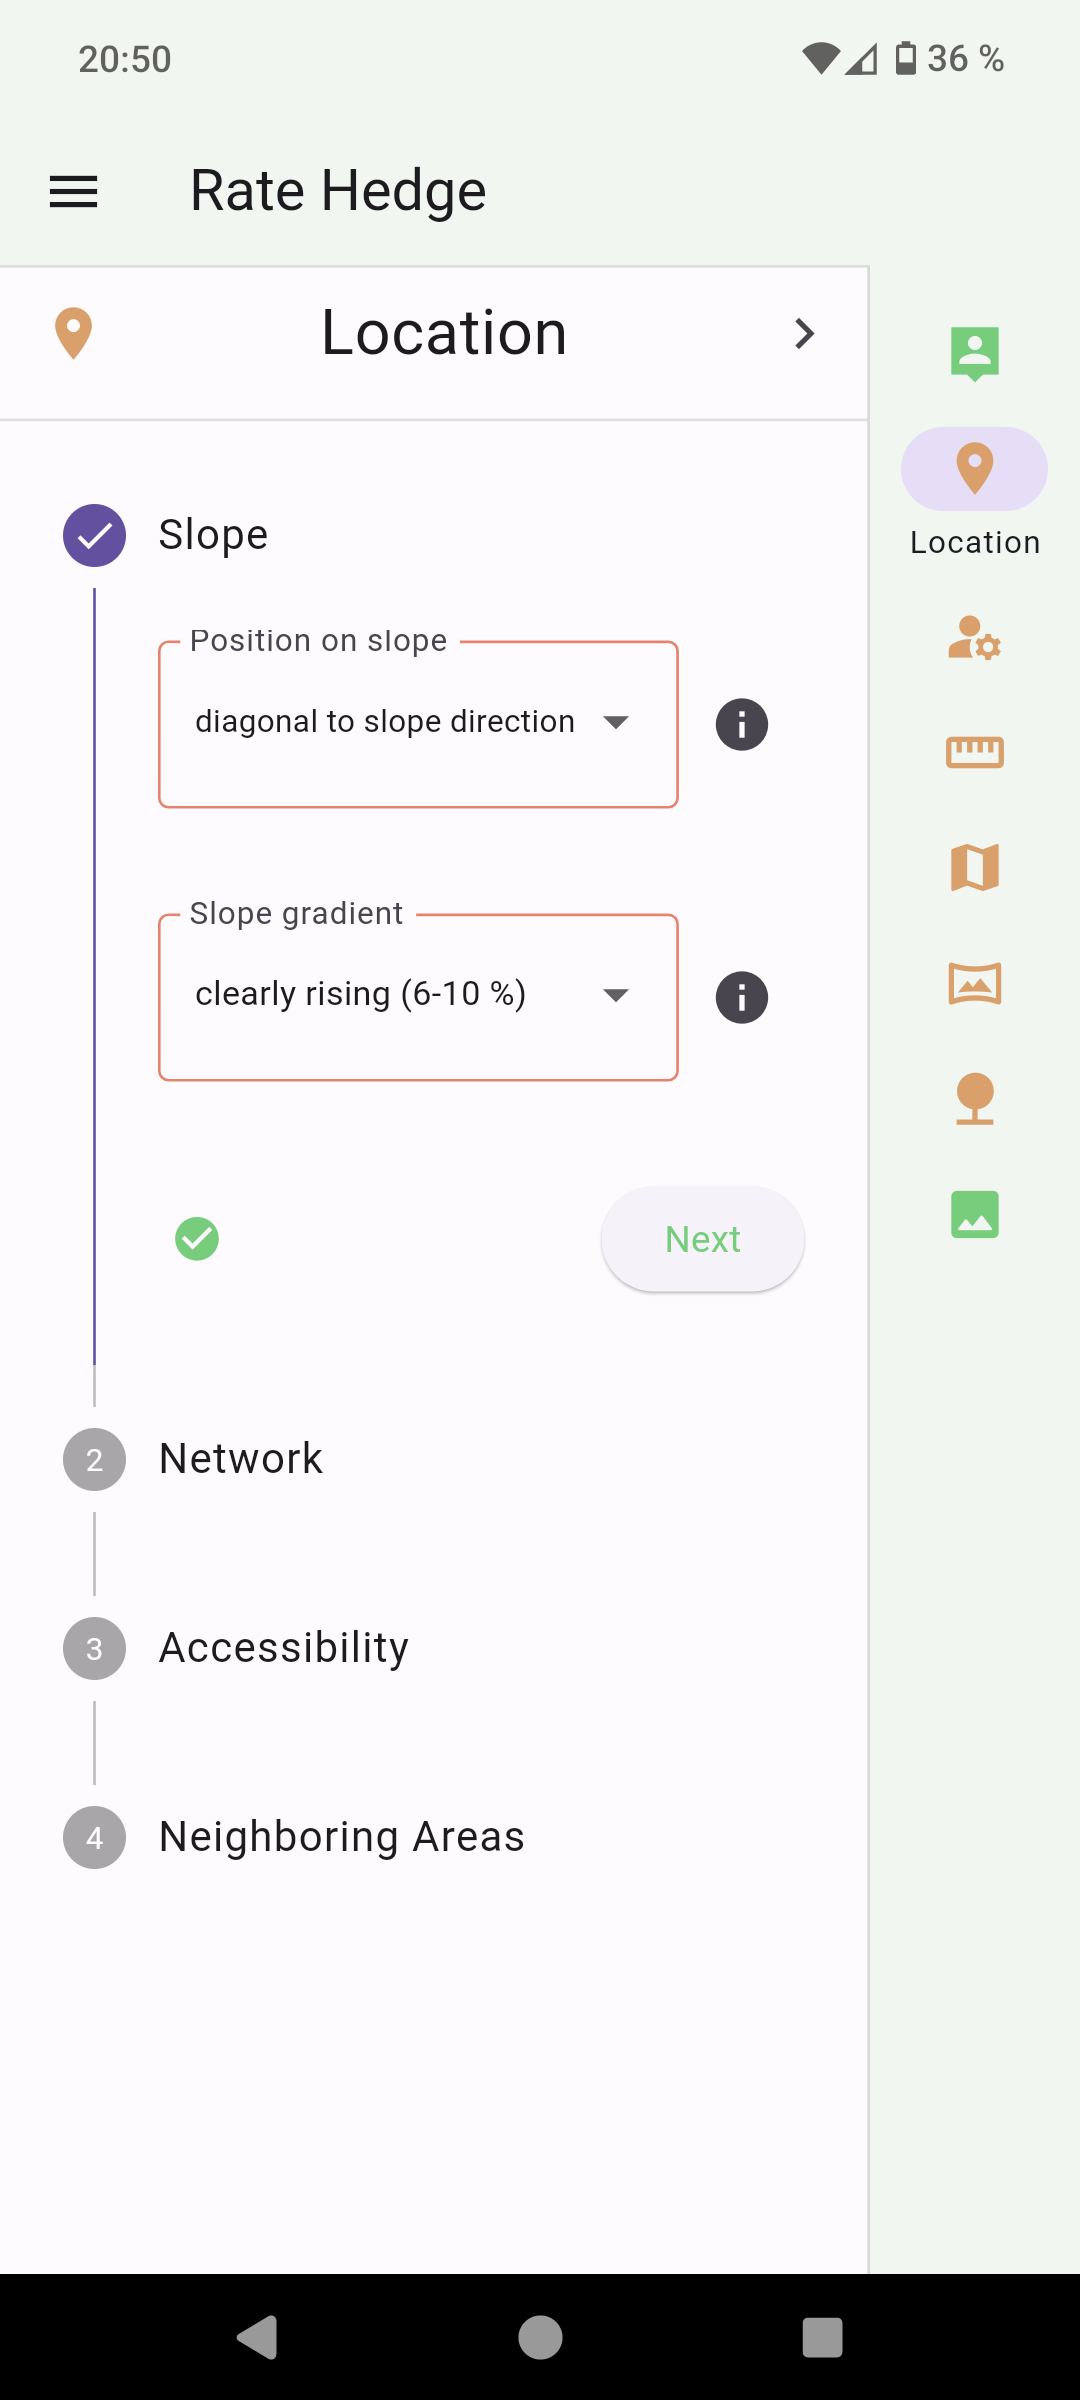 20:50
36 %
Rate Hedge
Location
Location
Slope
Position on slope
diagonal to slope direction
Slope gradient
clearly rising (6-10 %)
Next
2
Network
3
Accessibility
4
Neighboring Areas